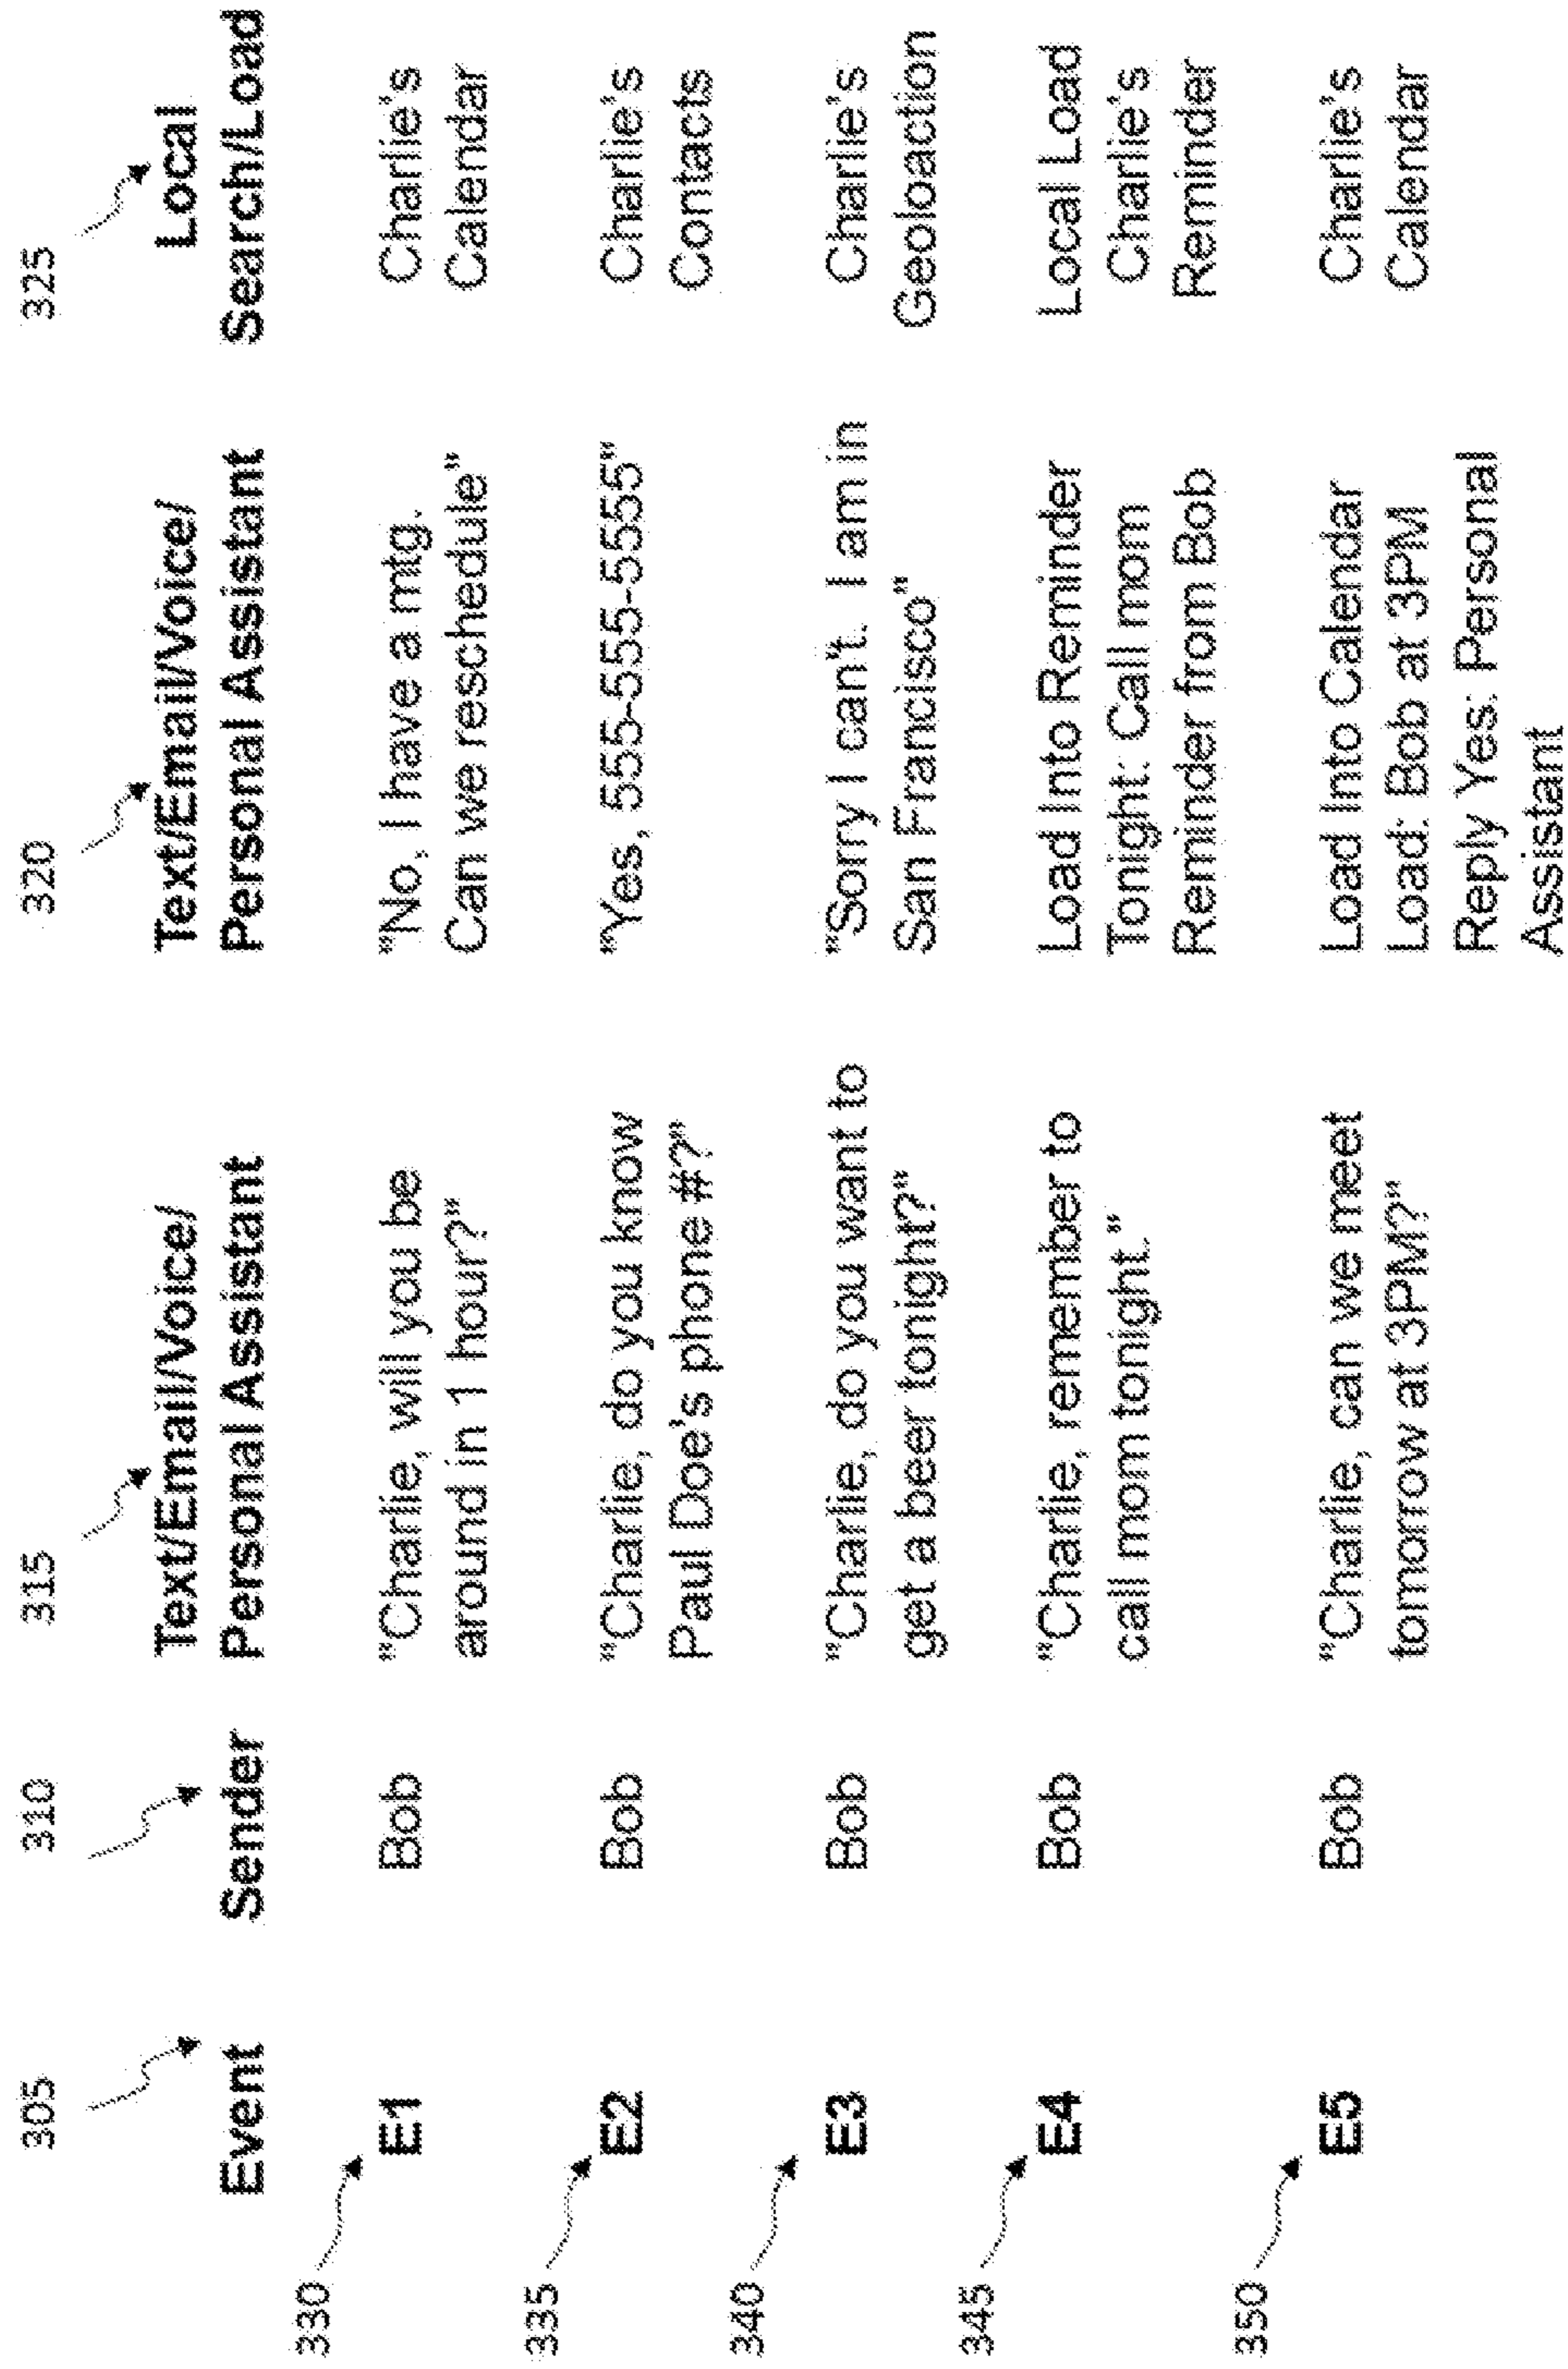 305 310 315 320 325
Text/Email/Voice/ Text/Email/Voice/ Local
Event Sender Personal Assistant Personal Assistant Search/Load
330 E1 Bob "Charlie, will you be "No, I have a mtg. Charlie's
around in 1 hour?" Can we reschedule" Calendar
335 E2 Bob "Charlie, do you know "Yes, 555-555-5555" Charlie's
Paul Doe's phone #?" Contacts
340 E3 Bob "Charlie, do you want to "Sorry I can't. I am in Charlie's
get a beer tonight?" San Francisco" Geoloaction
345 E4 Bob "Charlie, remember to Load Into Reminder Local Load
call mom tonight." Tonight: Call mom Charlie's
Reminder from Bob Reminder
350 E5 Bob "Charlie, can we meet Load Into Calendar Charlie's
tomorrow at 3PM?" Load: Bob at 3PM Calendar
Reply Yes: Personal
Assistant